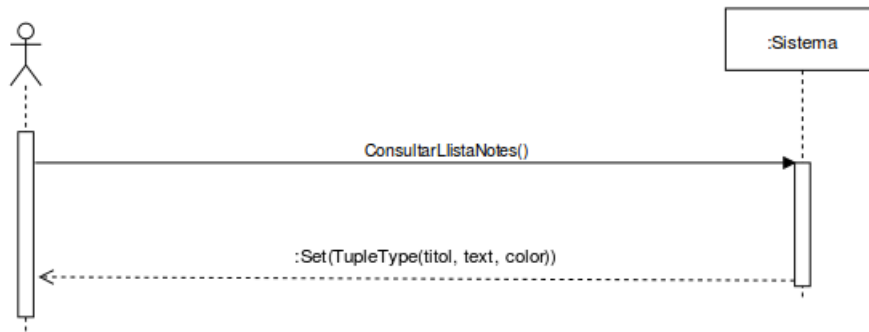 :Sistema
ConsultarLlistaNotes()
:Set(TupleType(titol, text, color))